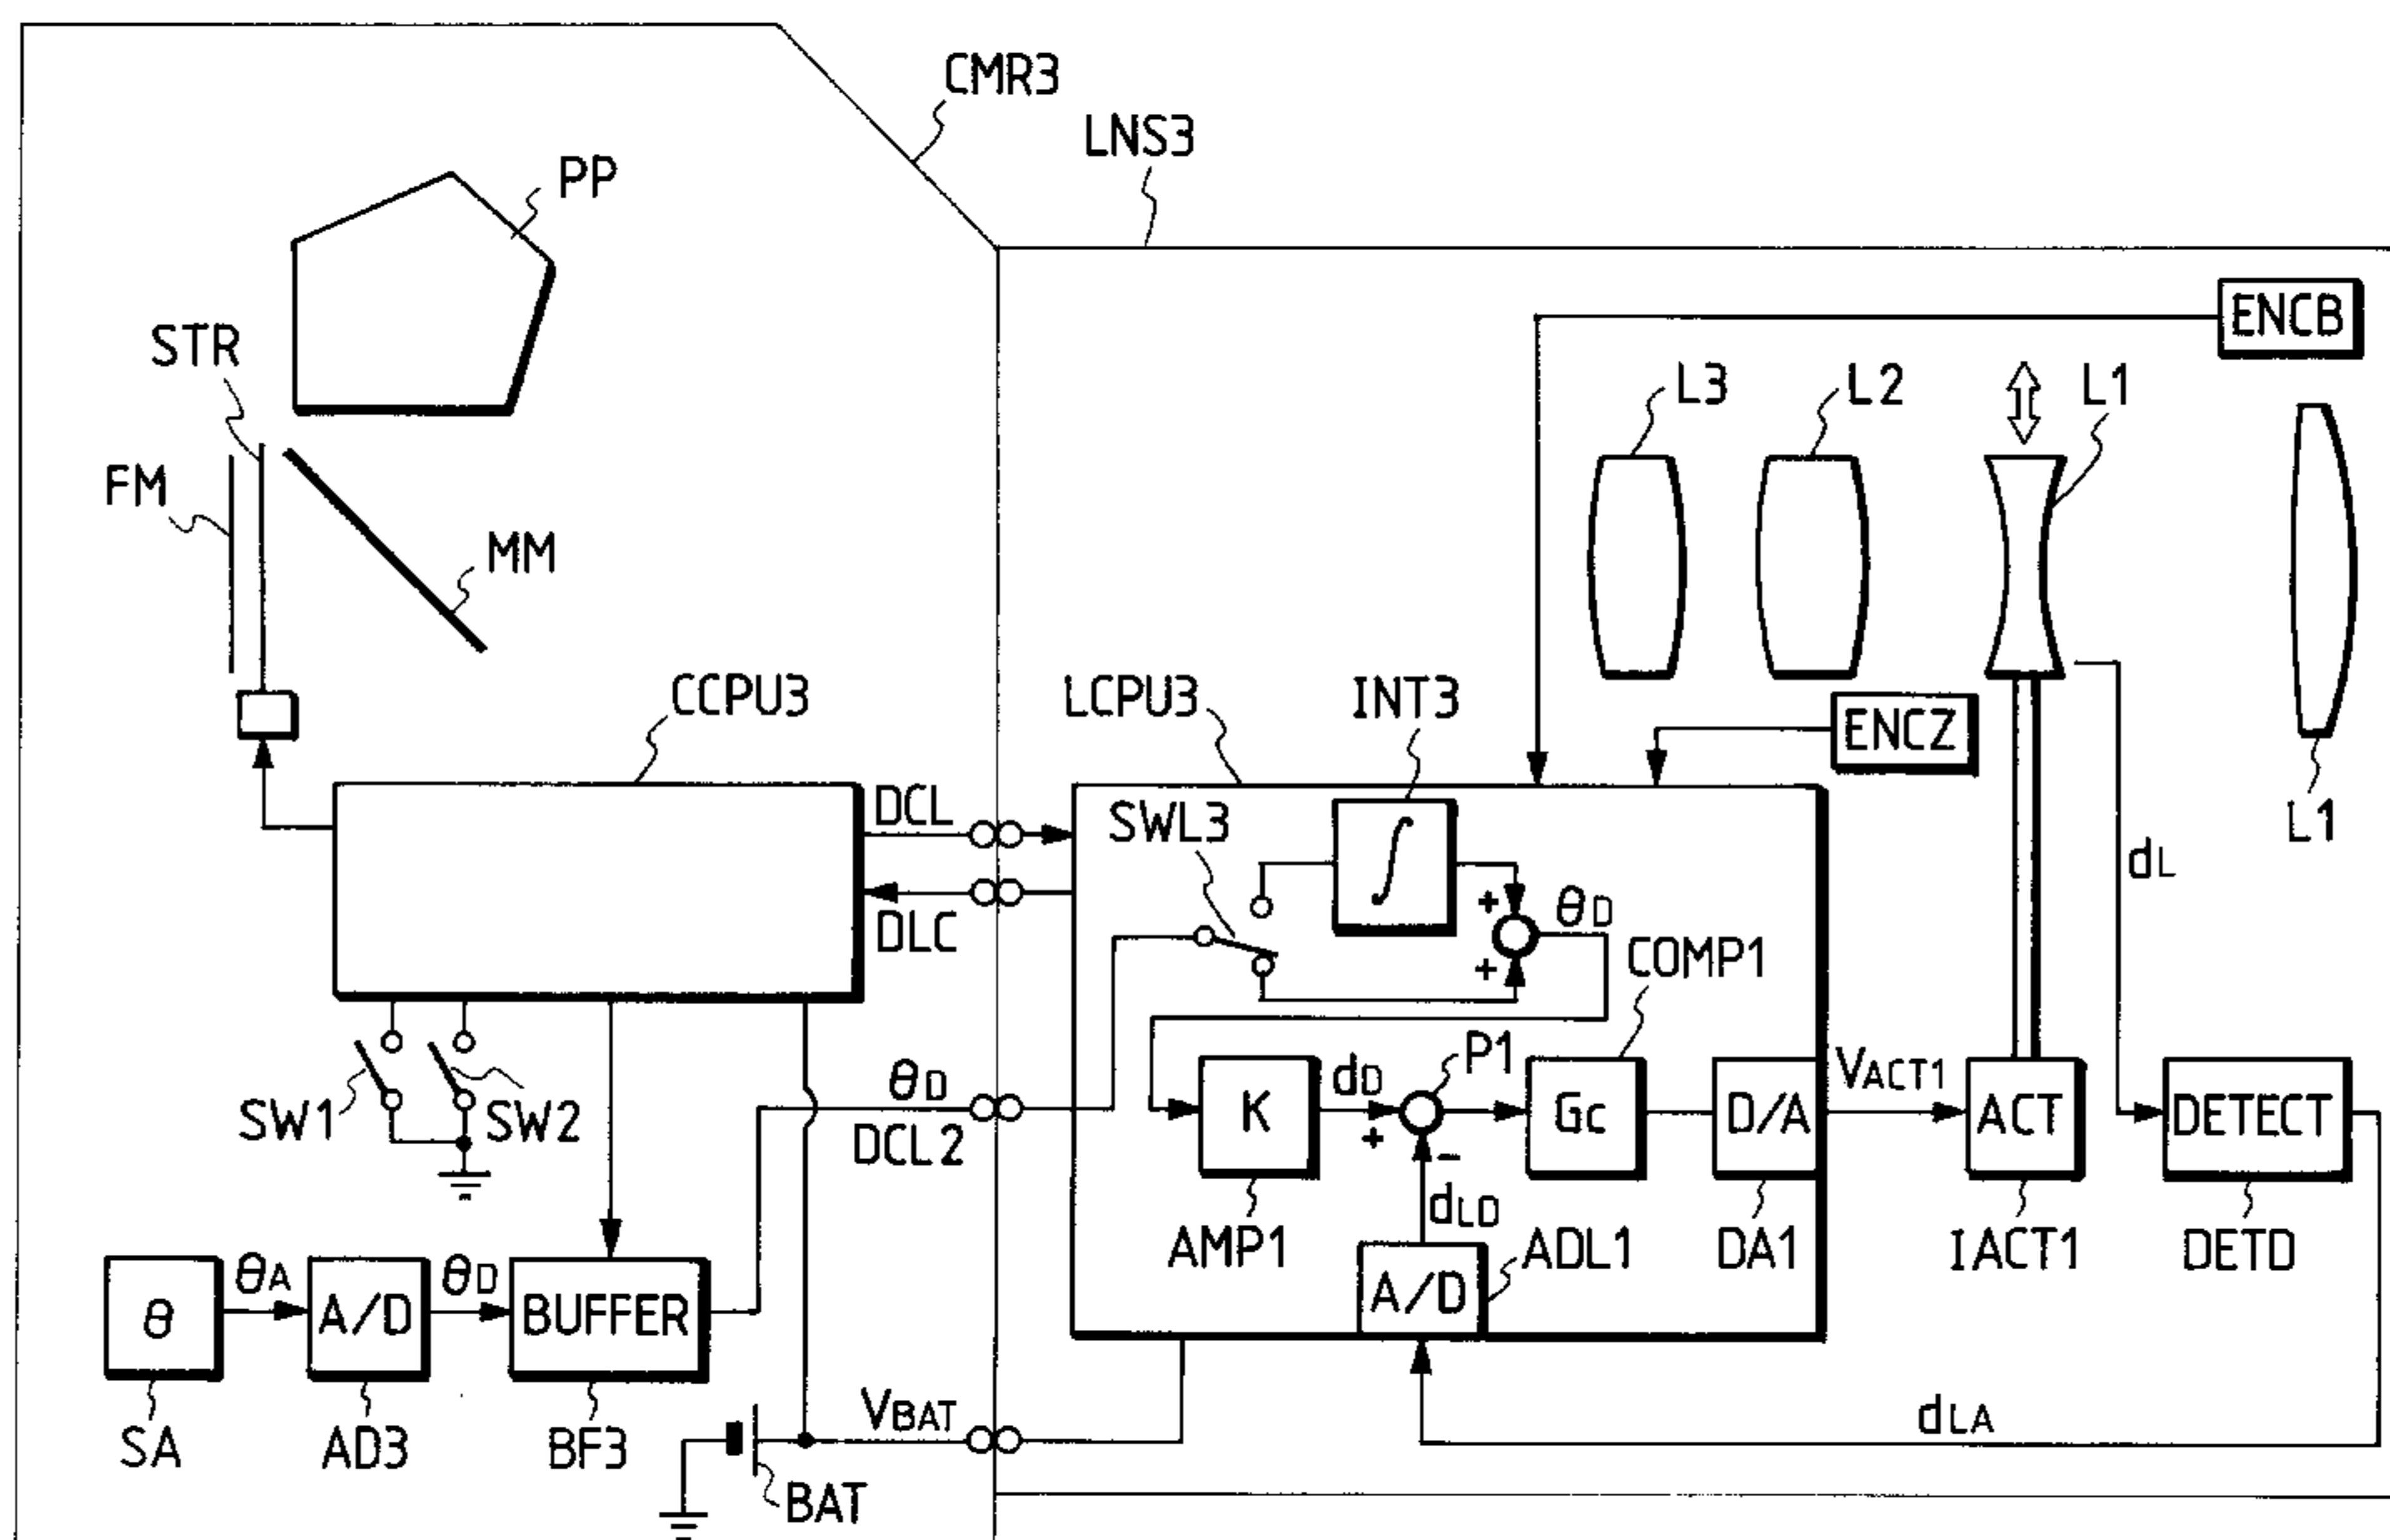 CMR3
LNS3
PP
ENCB
STR
L3
L2
L1
FM
MM
CCPU3
LCPU3
INT3
ENCZ
DCL
SWL3
∫
L1
dL
DLC
+
θD
+
COMP1
SW1
SW2
θD
DCL2
K
dD
+
P1
-
Gc
D/A
VACT1
ACT
DETECT
dLD
AMP1
ADL1
DA1
IACT1
DETD
θ
θA
A/D
θD
BUFFER
A/D
SA
AD3
BF3
VBAT
dLA
BAT